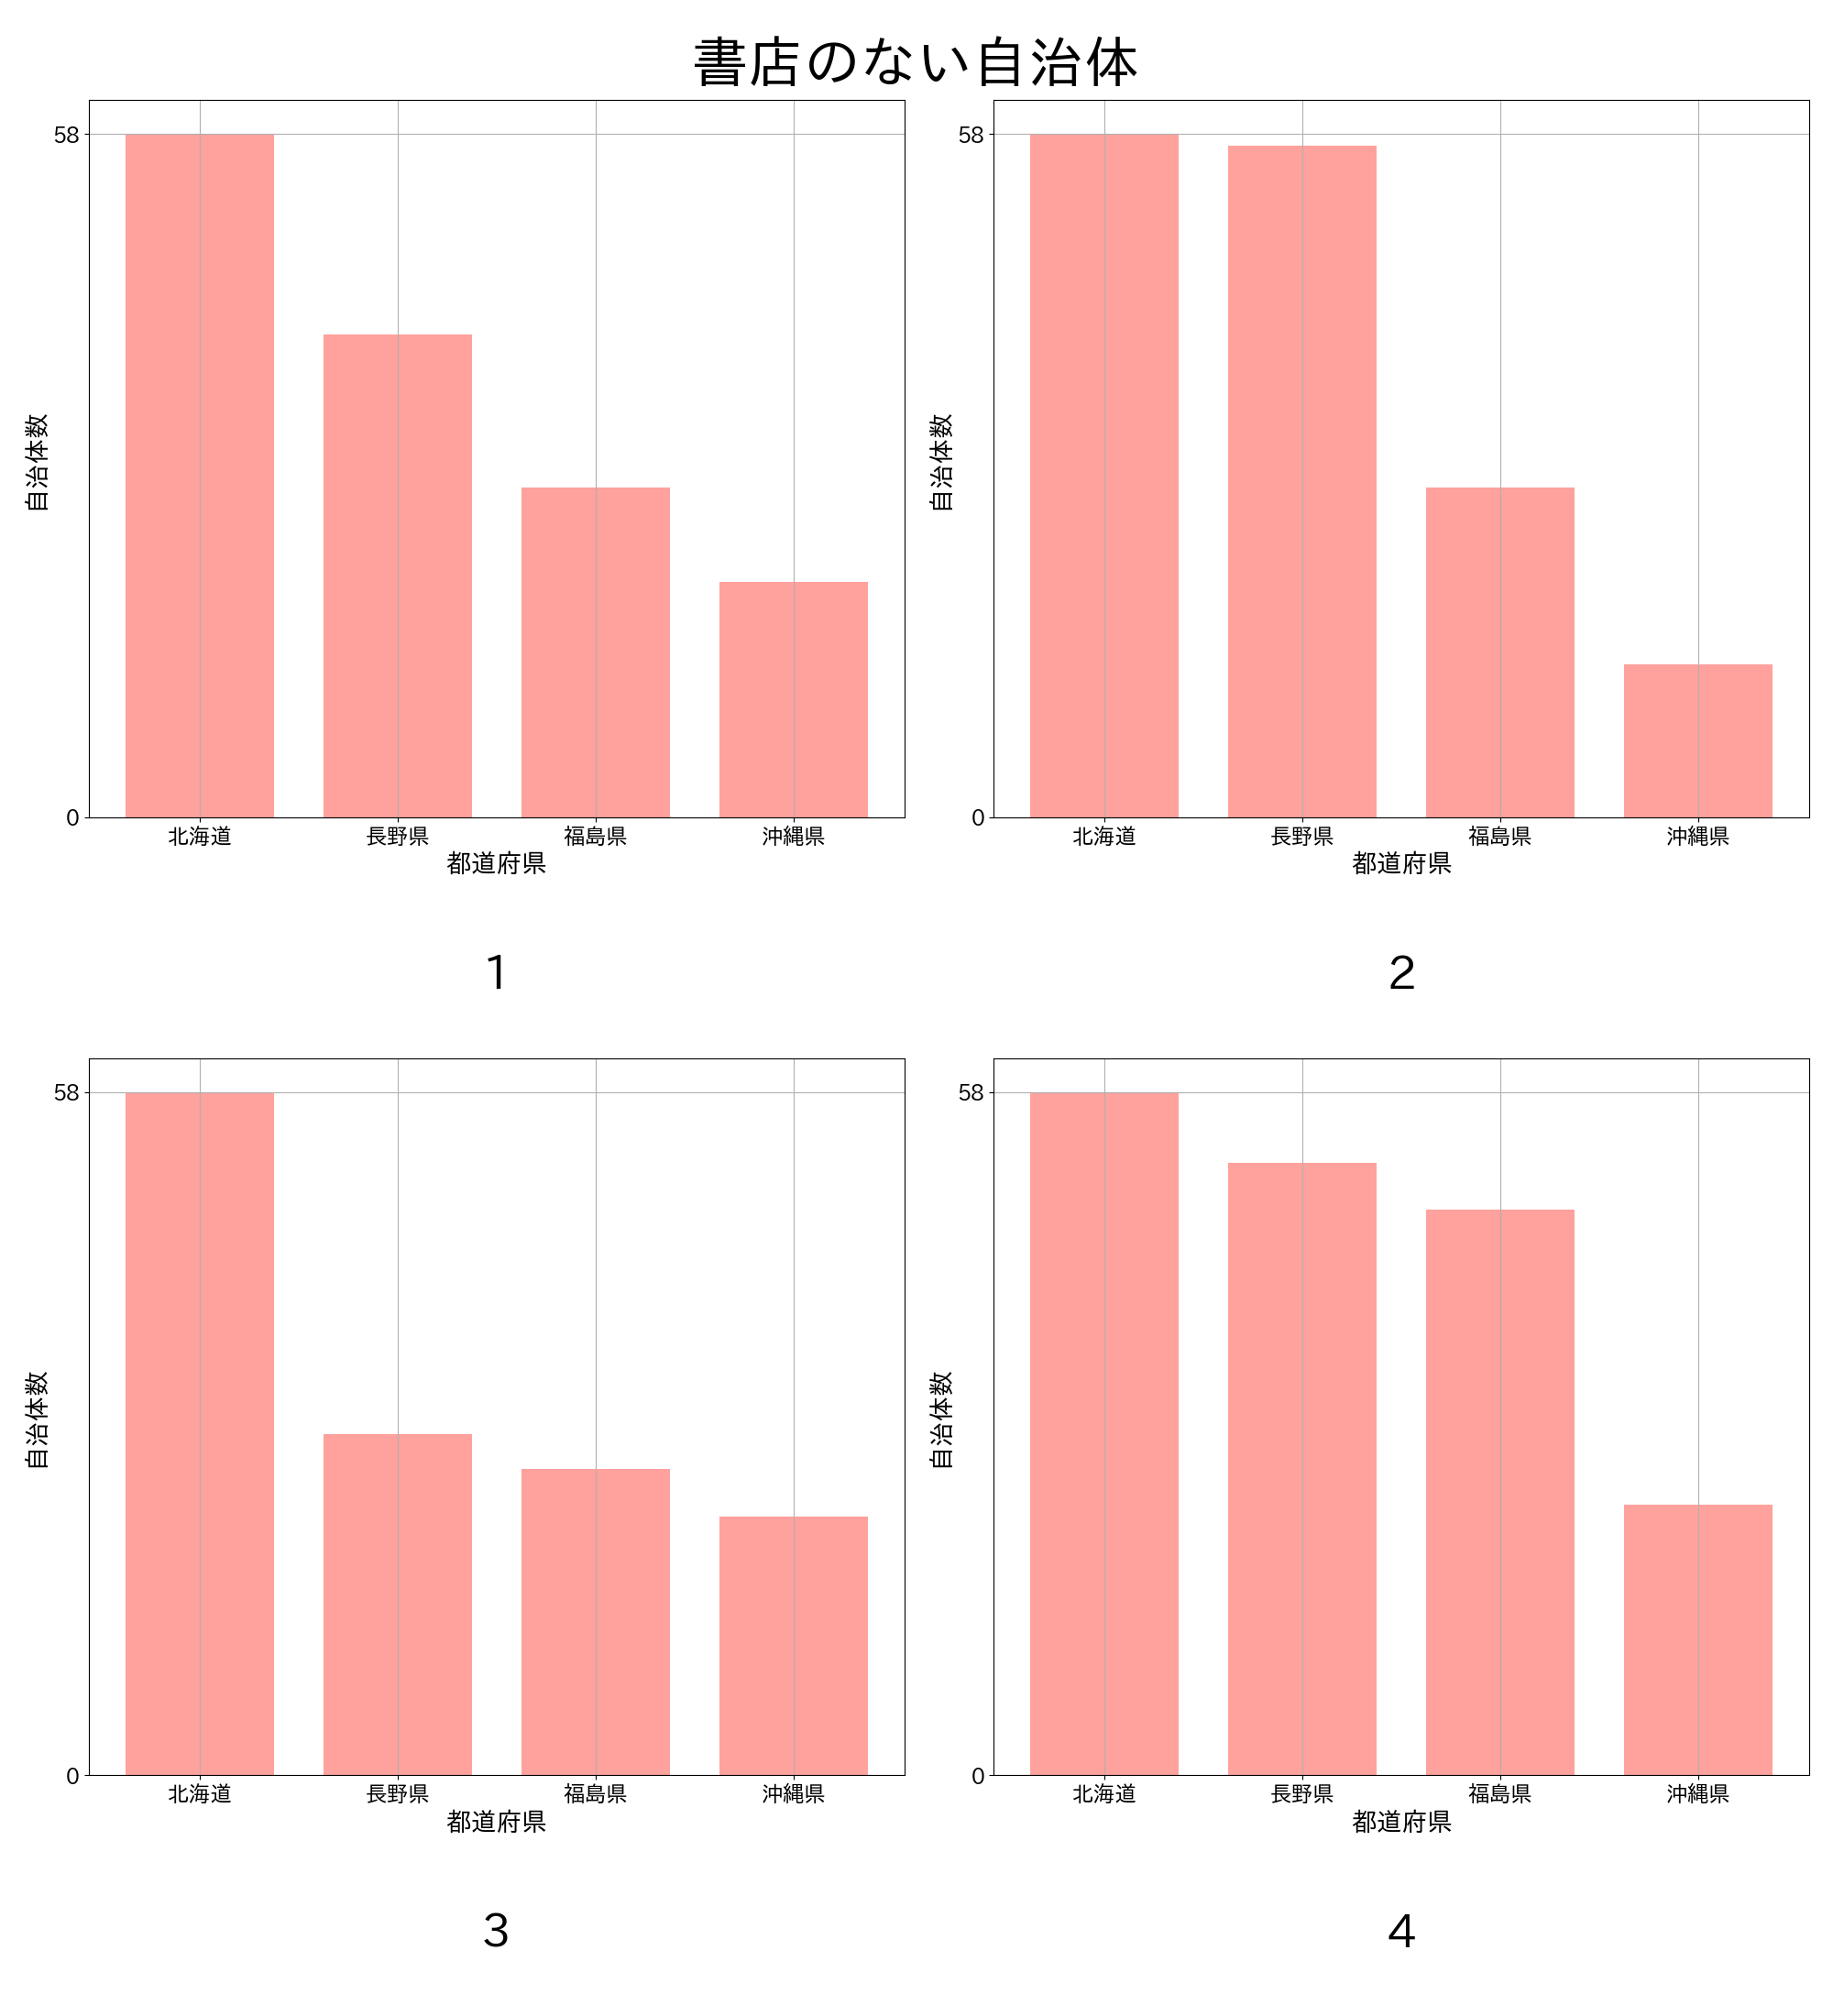 書店のない自治体
58
0
自治体数
北海道 長野県 福島県 沖縄県
都道府県
1
58
0
自治体数
北海道 長野県 福島県 沖縄県
都道府県
2
58
0
自治体数
北海道 長野県 福島県 沖縄県
都道府県
3
58
0
自治体数
北海道 長野県 福島県 沖縄県
都道府県
4